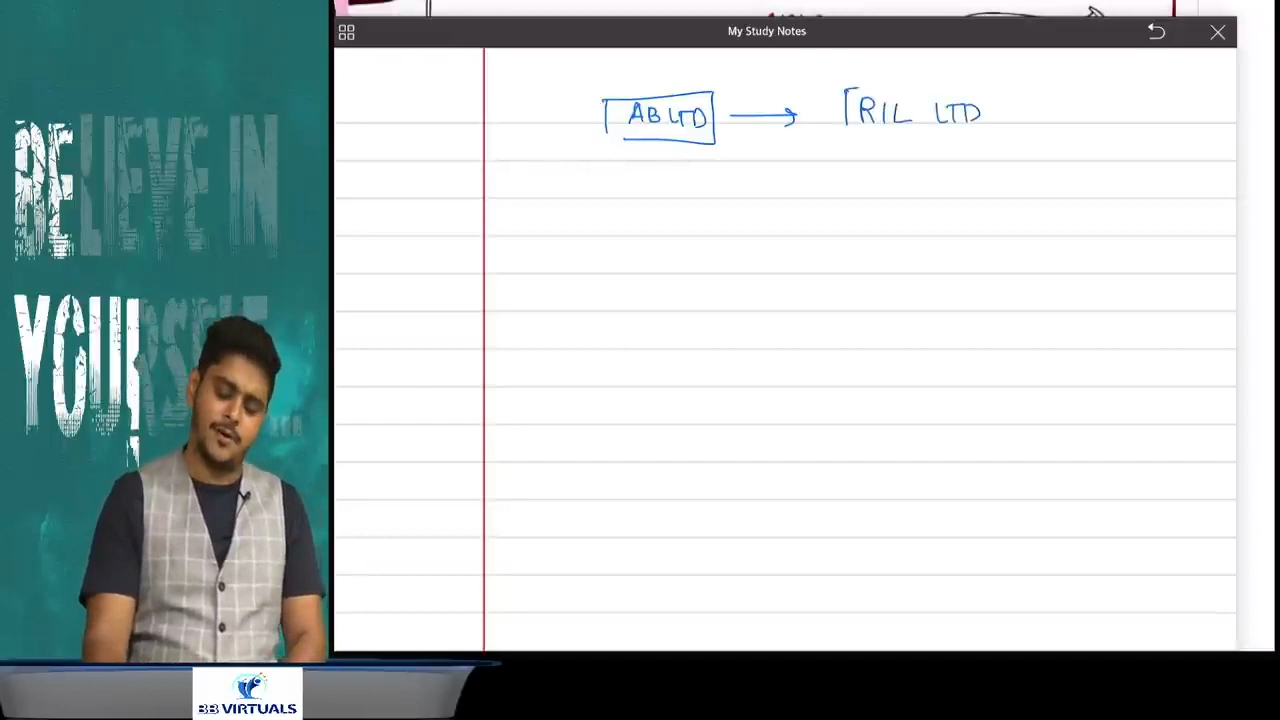 My Study Notes
AB LTD → RIL LTD
BELIEVE IN
YOURSELF...
BB VIRTUALS